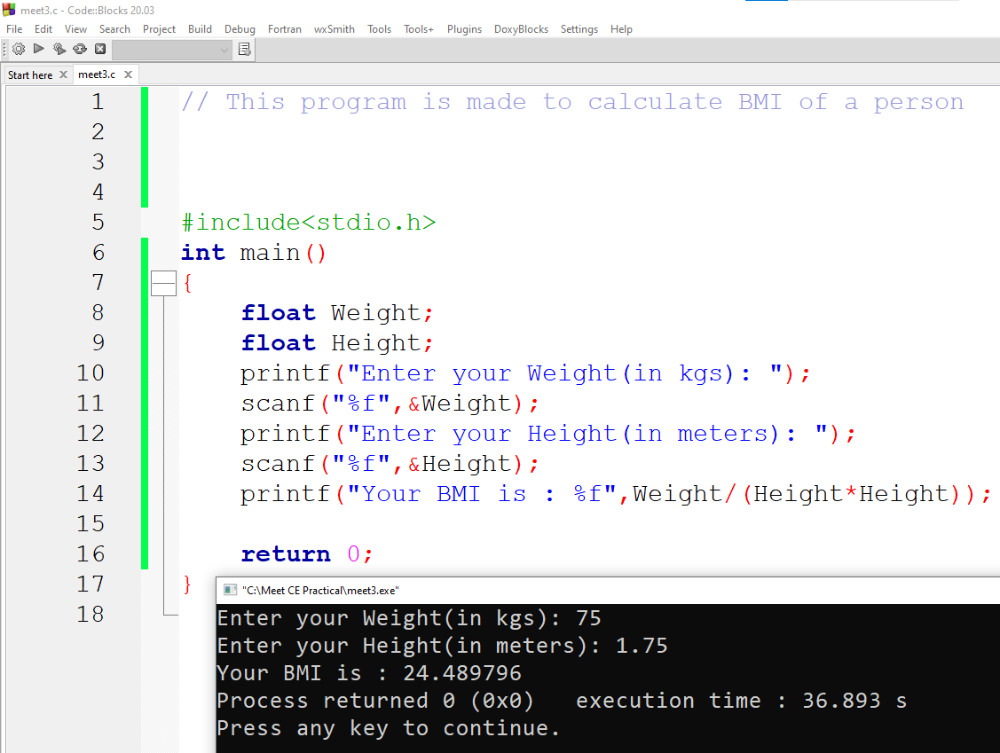 meet3.c - Code::Blocks 20.03
File Edit View Search Project Build Debug Fortran wxSmith Tools Tools+ Plugins DoxyBlocks Settings Help
Start here meet3.c
1 // This program is made to calculate BMI of a person
2
3
4
5 #include<stdio.h>
6 int main()
7 {
8     float Weight;
9     float Height;
10     printf("Enter your Weight(in kgs): ");
11     scanf("%f",&Weight);
12     printf("Enter your Height(in meters): ");
13     scanf("%f",&Height);
14     printf("Your BMI is : %f",Weight/(Height*Height));
15
16     return 0;
17 }
18
"C:\Meet CE Practical\meet3.exe"
Enter your Weight(in kgs): 75
Enter your Height(in meters): 1.75
Your BMI is : 24.489796
Process returned 0 (0x0)   execution time : 36.893 s
Press any key to continue.